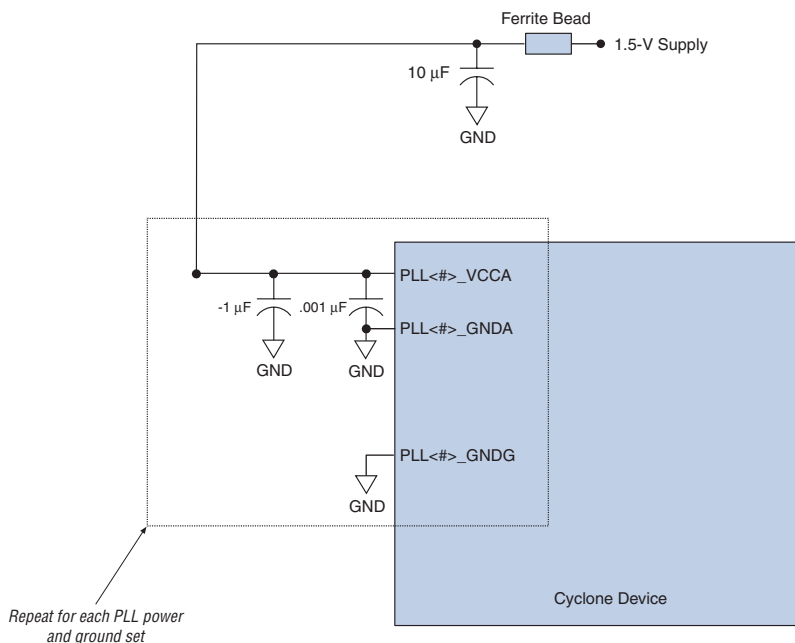 Ferrite Bead
1.5-V Supply
10 µF
GND
PLL<#>_VCCA
-1 µF
.001 µF
PLL<#>_GNDA
GND
GND
PLL<#>_GNDG
GND
Cyclone Device
Repeat for each PLL power
and ground set